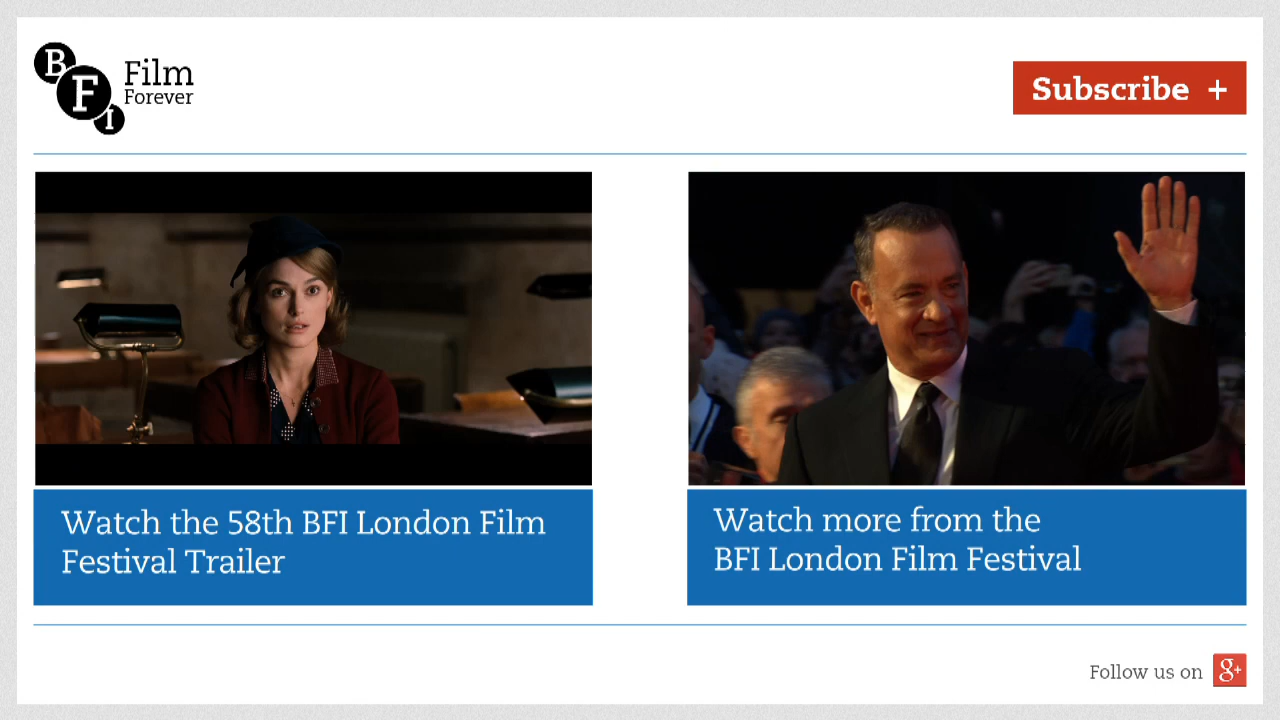 BFI
Film
Forever
Subscribe +
Watch the 58th BFI London Film
Festival Trailer
Watch more from the
BFI London Film Festival
Follow us on g+